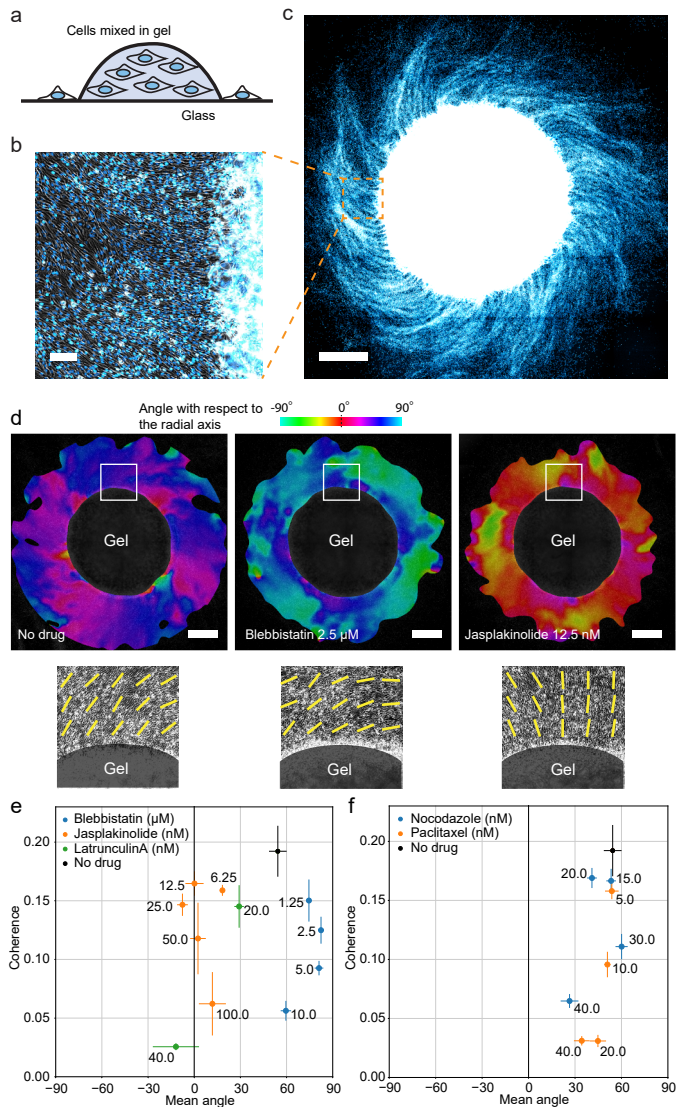 a
Cells mixed in gel
Glass
b
c
d
Angle with respect to
the radial axis
-90°
0°
90°
Gel
No drug
Gel
Blebbistatin 2.5 µM
Gel
Jasplakinolide 12.5 nM
Gel
Gel
Gel
e
Blebbistatin (µM)
Jasplakinolide (nM)
LatrunculinA (nM)
No drug
12.5
6.25
25.0
20.0
1.25
50.0
2.5
5.0
100.0
10.0
40.0
0.20
0.15
0.10
0.05
0.00
Coherence
−90
−60
−30
0
30
60
90
Mean angle
f
Nocodazole (nM)
Paclitaxel (nM)
No drug
20.0
15.0
5.0
30.0
10.0
40.0
40.0
20.0
0.20
0.15
0.10
0.05
0.00
Coherence
−90
−60
−30
0
30
60
90
Mean angle